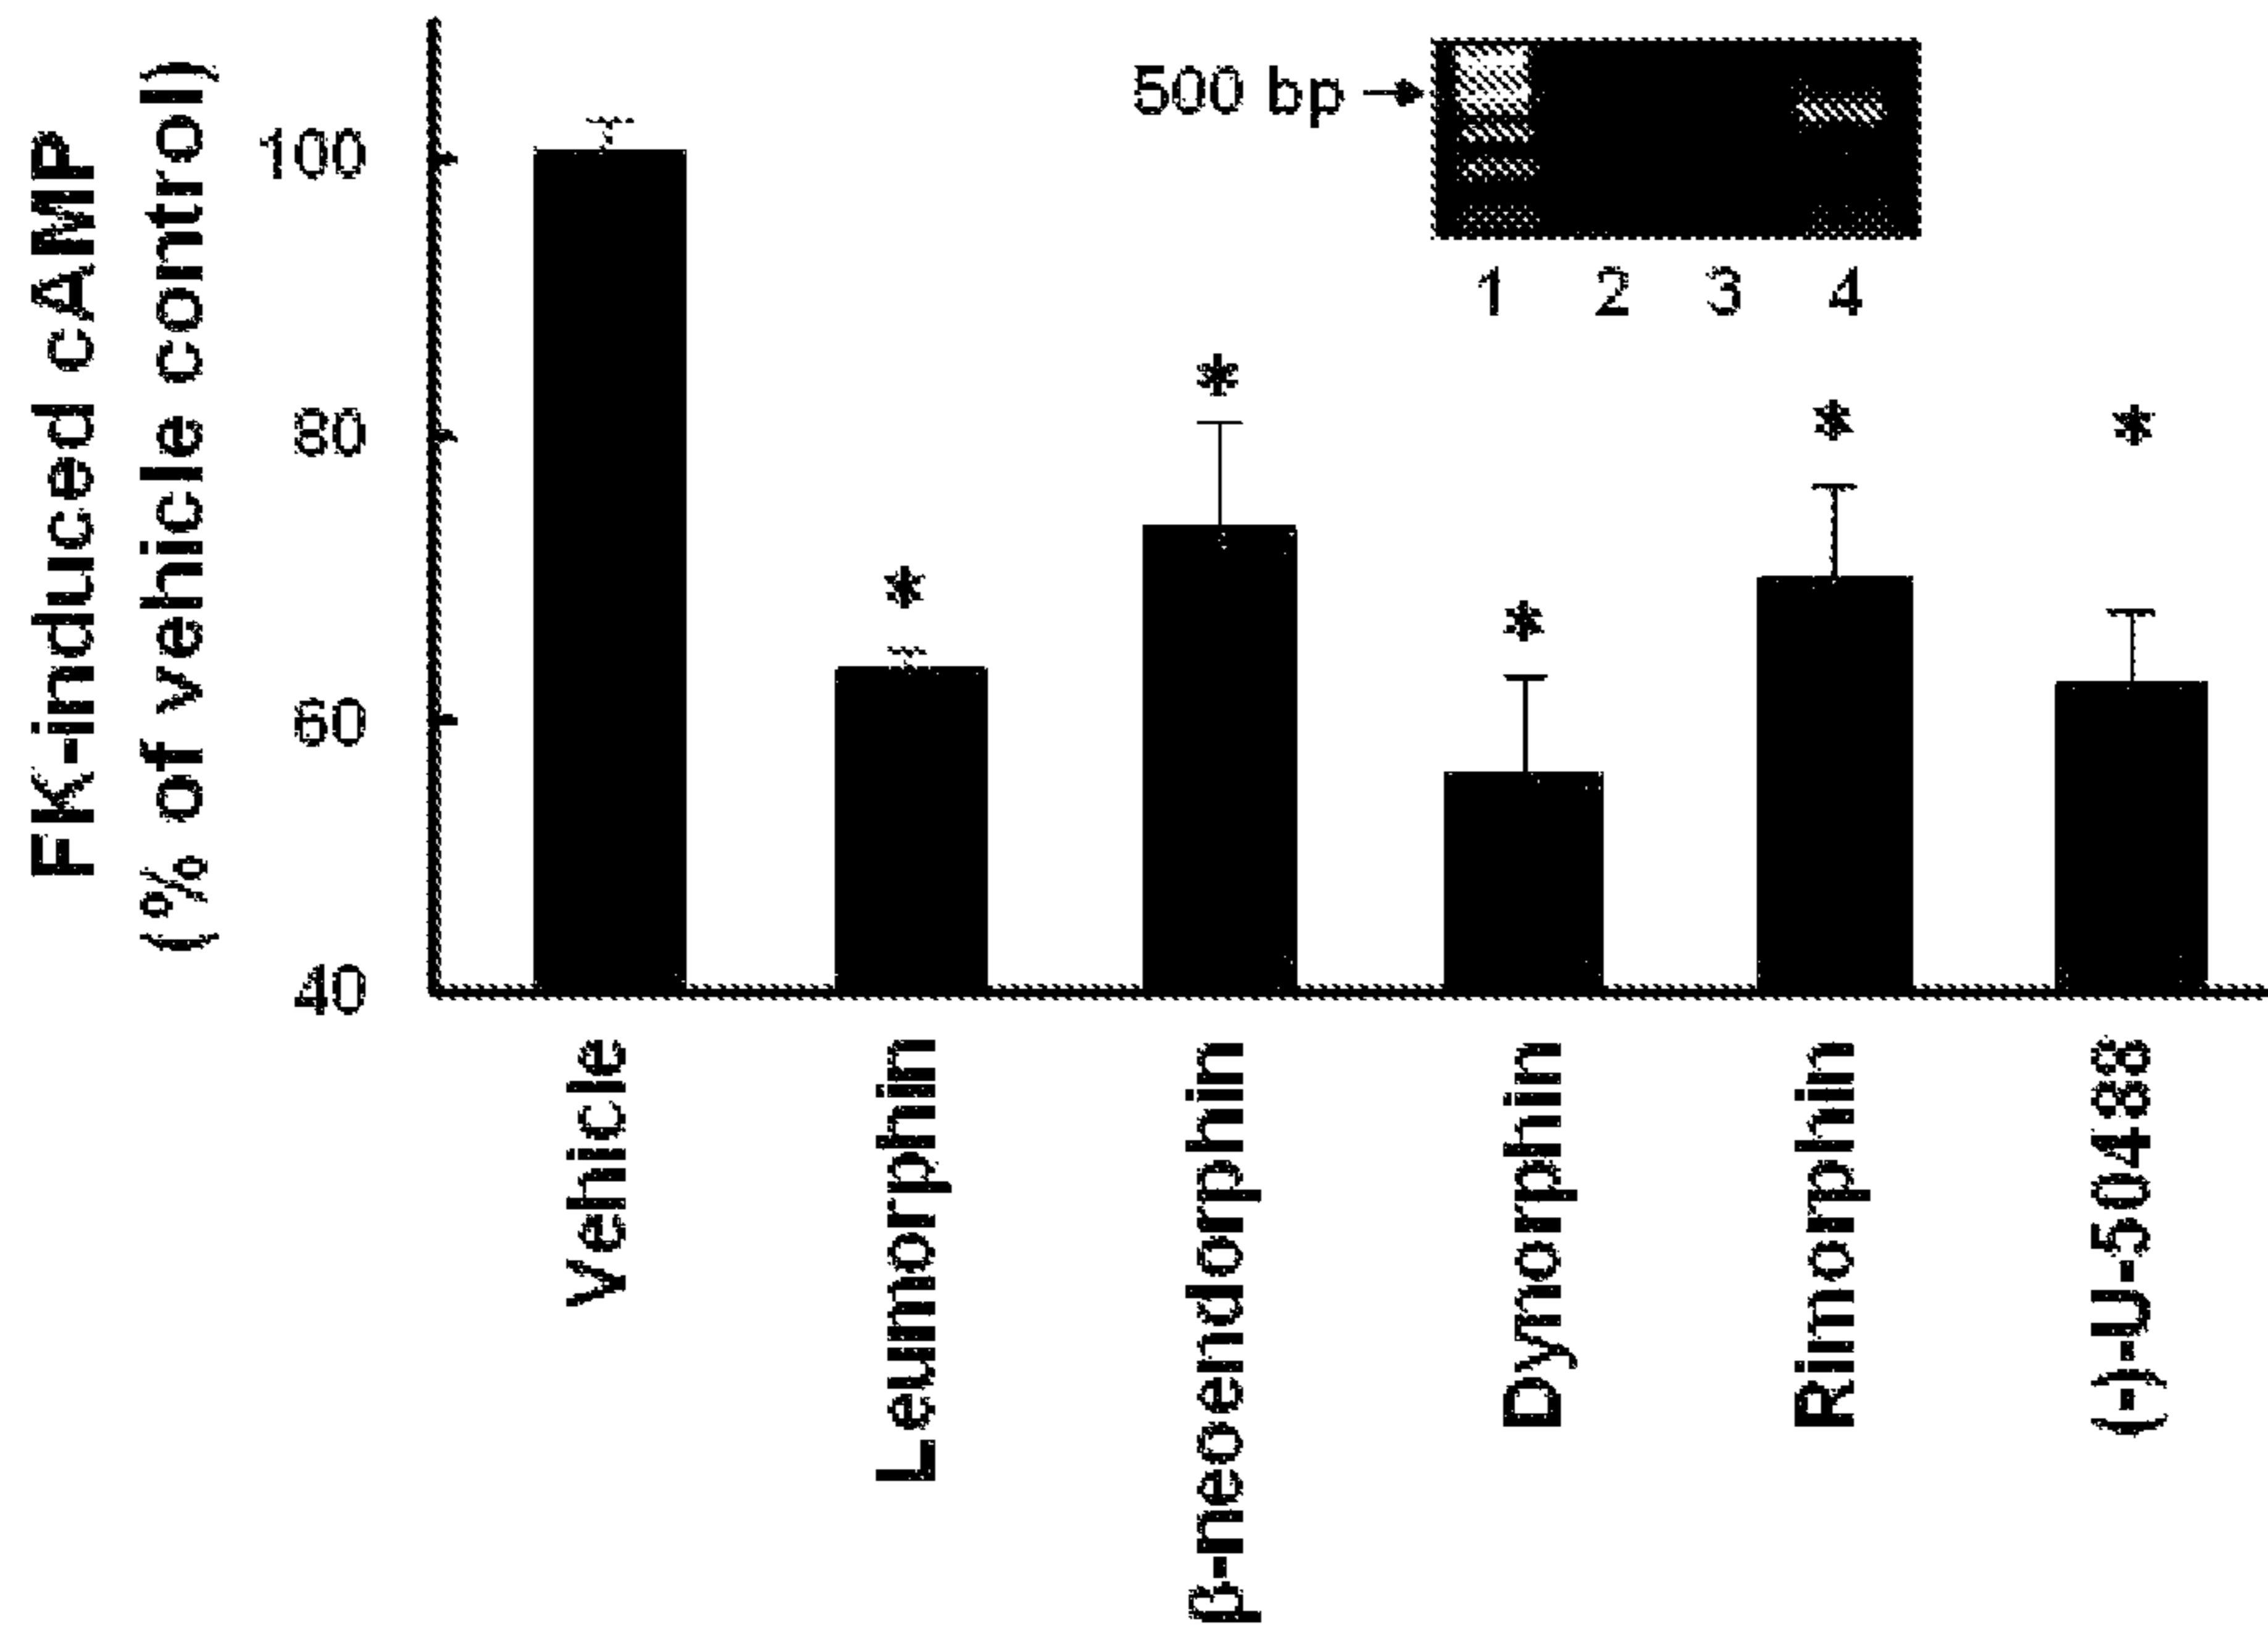 FK-induced cAMP
(% of vehicle control)
100
80
60
40
500 bp
1 2 3 4
*
*
*
*
*
Vehicle
Leumorphin
β-neoendorphin
Dynorphin
Rimorphin
(-)-U-50488